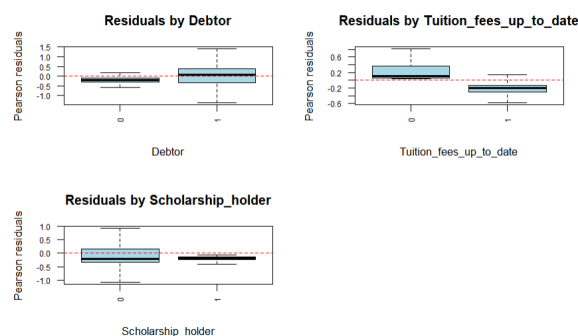 Residuals by Debtor
Pearson residuals
1.5
1.0
0.5
0.0
-0.5
-1.0
0
1
Debtor
Residuals by Tuition_fees_up_to_date
Pearson residuals
0.6
0.2
-0.2
-0.6
0
1
Tuition_fees_up_to_date
Residuals by Scholarship_holder
Pearson residuals
1.0
0.5
0.0
-0.5
-1.0
0
1
Scholarship_holder